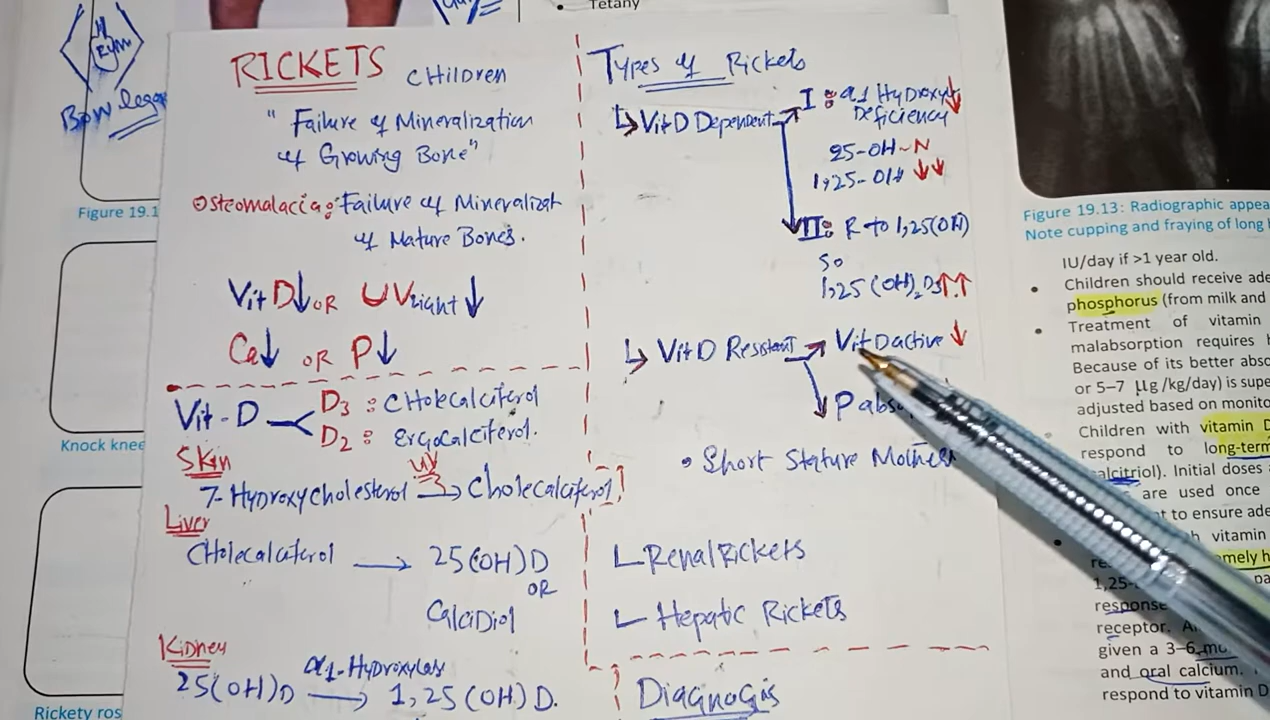 Bow legs
Figure 19.1
Knock knee
Rickety ros
RICKETS CHildren
" Failure of Mineralization
of Growing Bone"
Osteomalacia: Failure of Mineralizat
of Mature Bones.
Vit D↓ OR UV Light ↓
Ca↓ OR P↓
Vit-D
D3 : CHolecalciferol
D2 : Ergocalciferol.
Skin
UV
7-Hydroxycholesterol → Cholecalciferol
Liver
CHolecalciferol → 25(OH)D
OR
CalciDiol
Kidney
α1-Hydroxylas
25(OH)D → 1,25(OH)D.
Types of Rickets
↳ Vit D Dependent
I : α1 Hydroxyl ↓
Deficiency
25-OH~N
1,25-OH ↓↓
II: R to 1,25(OH)
So
1,25(OH)2D3↑↑
↳ Vit D Resistant → Vit D active ↓
P abso
• Short Stature Mother
Renal Rickets
Hepatic Rickets
Diagnosis
• Tetany
Figure 19.13: Radiographic appea
Note cupping and fraying of long
IU/day if >1 year old.
• Children should receive ade
phosphorus (from milk and
• Treatment of vitamin
malabsorption requires
Because of its better abso
or 5–7 µg/kg/day) is supe
adjusted based on monito
• Children with vitamin D
respond to long-term
calcitriol). Initial doses
are used once
to ensure ade
vitamin
emely h
1,25-
response
receptor.
given a 3–6 mo
and oral calcium.
respond to vitamin D